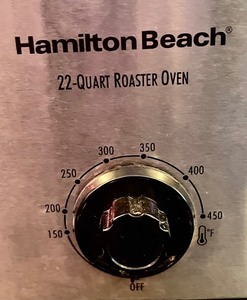 Hamilton Beach®
22-QUART ROASTER OVEN
300 350
250 400
200 450
150 °F
OFF